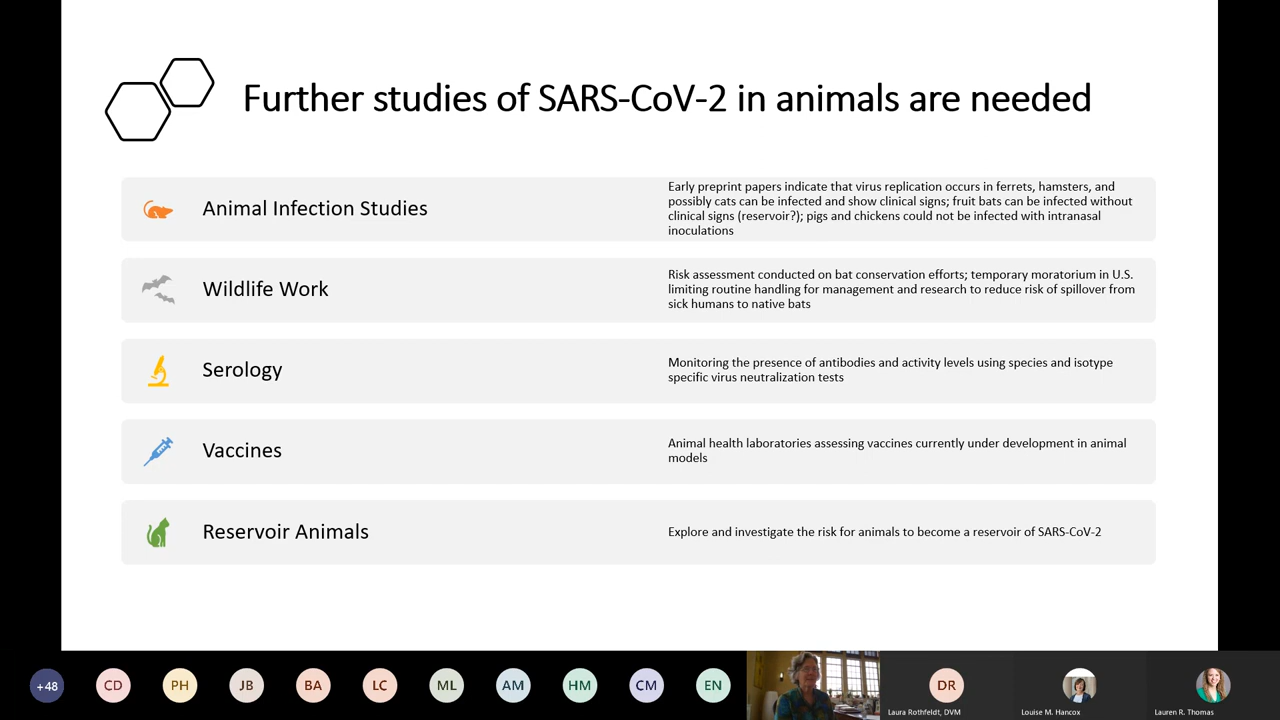 Further studies of SARS-CoV-2 in animals are needed
Animal Infection Studies
Early preprint papers indicate that virus replication occurs in ferrets, hamsters, and
possibly cats can be infected and show clinical signs; fruit bats can be infected without
clinical signs (reservoir?); pigs and chickens could not be infected with intranasal
inoculations
Wildlife Work
Risk assessment conducted on bat conservation efforts; temporary moratorium in U.S.
limiting routine handling for management and research to reduce risk of spillover from
sick humans to native bats
Serology
Monitoring the presence of antibodies and activity levels using species and isotype
specific virus neutralization tests
Vaccines
Animal health laboratories assessing vaccines currently under development in animal
models
Reservoir Animals
Explore and investigate the risk for animals to become a reservoir of SARS-CoV-2
+48
CD
PH
JB
BA
LC
ML
AM
HM
CM
EN
DR
Laura Rothfeldt, DVM
Louise M. Hancox
Lauren R. Thomas